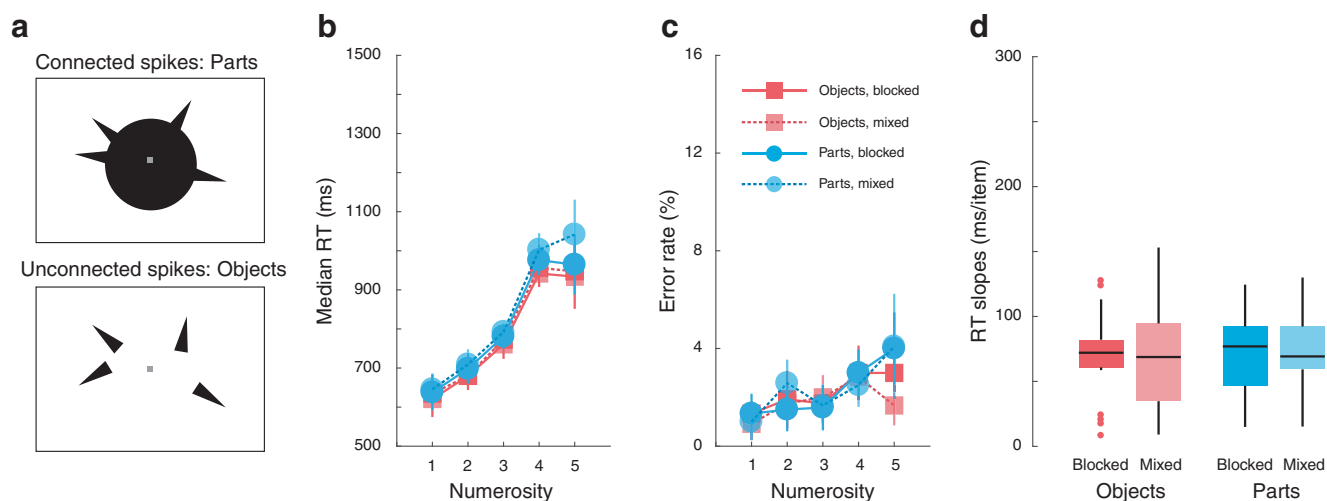 a
Connected spikes: Parts
Unconnected spikes: Objects
b
1500
1300
1100
900
700
500
Median RT (ms)
1 2 3 4 5
Numerosity
c
16
12
8
4
0
Error rate (%)
Objects, blocked
Objects, mixed
Parts, blocked
Parts, mixed
1 2 3 4 5
Numerosity
d
300
200
100
0
RT slopes (ms/item)
Blocked Mixed Blocked Mixed
Objects Parts